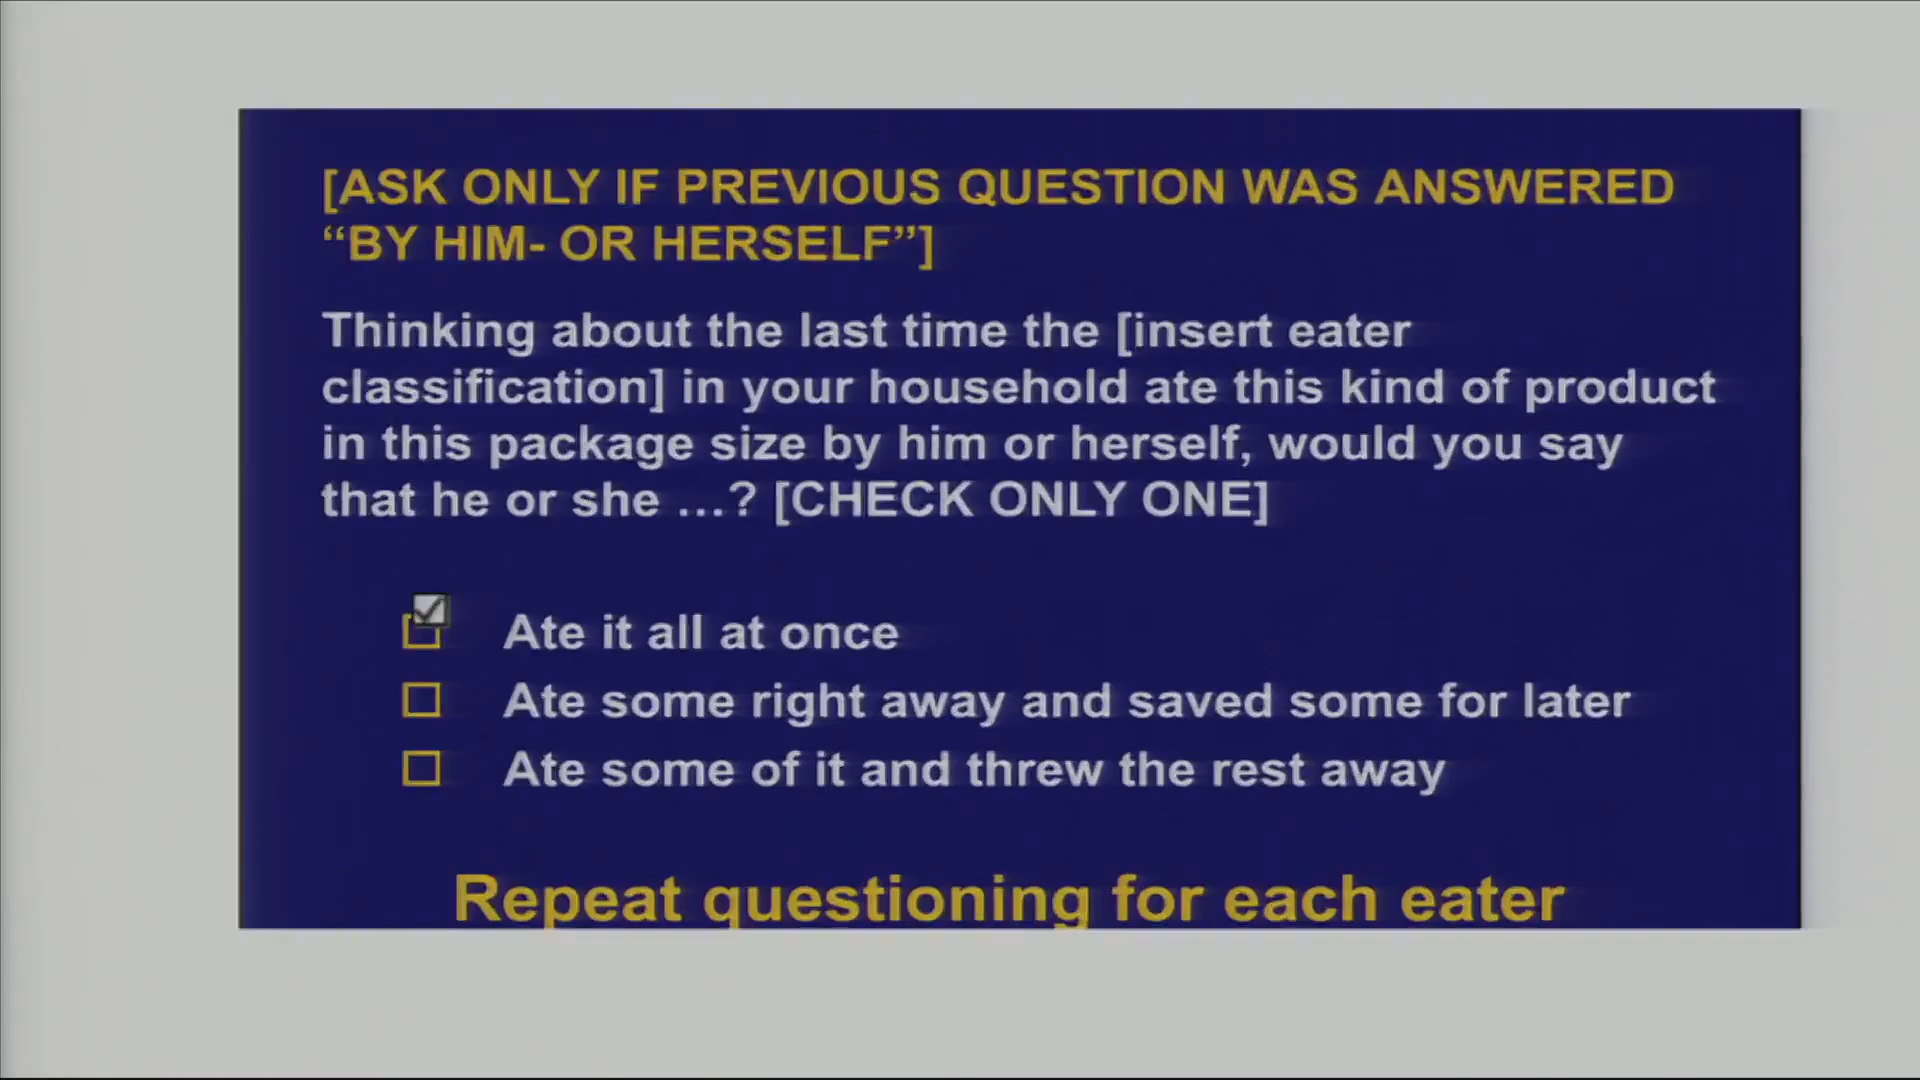 [ASK ONLY IF PREVIOUS QUESTION WAS ANSWERED
“BY HIM- OR HERSELF”]
Thinking about the last time the [insert eater
classification] in your household ate this kind of product
in this package size by him or herself, would you say
that he or she …? [CHECK ONLY ONE]
Ate it all at once
Ate some right away and saved some for later
Ate some of it and threw the rest away
Repeat questioning for each eater